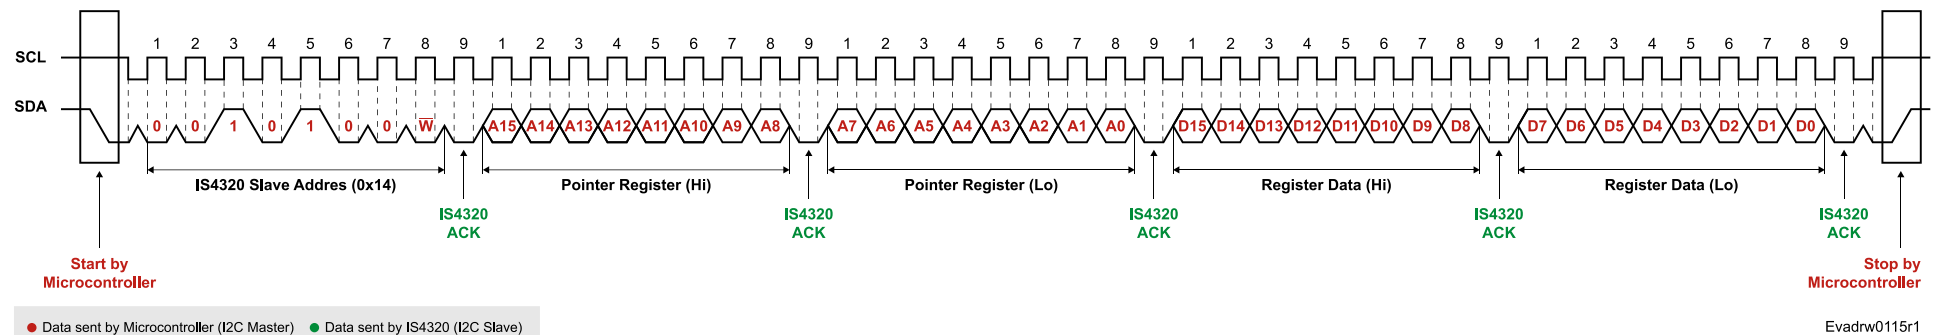 1 2 3 4 5 6 7 8 9 1 2 3 4 5 6 7 8 9 1 2 3 4 5 6 7 8 9 1 2 3 4 5 6 7 8 9 1 2 3 4 5 6 7 8 9
SCL
SDA
0 0 1 0 1 0 0 W̅ A15 A14 A13 A12 A11 A10 A9 A8 A7 A6 A5 A4 A3 A2 A1 A0 D15 D14 D13 D12 D11 D10 D9 D8 D7 D6 D5 D4 D3 D2 D1 D0
IS4320 Slave Addres (0x14)
Pointer Register (Hi)
Pointer Register (Lo)
Register Data (Hi)
Register Data (Lo)
IS4320
ACK
IS4320
ACK
IS4320
ACK
IS4320
ACK
IS4320
ACK
Start by
Microcontroller
Stop by
Microcontroller
Data sent by Microcontroller (I2C Master)
Data sent by IS4320 (I2C Slave)
Evadrw0115r1